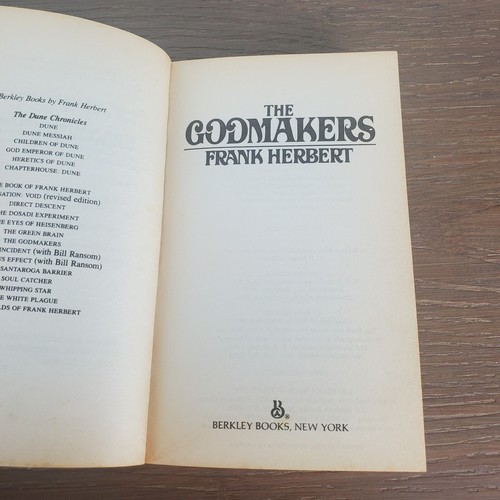 Berkley Books by Frank Herbert
The Dune Chronicles
DUNE
DUNE MESSIAH
CHILDREN OF DUNE
GOD EMPEROR OF DUNE
HERETICS OF DUNE
CHAPTERHOUSE: DUNE
BOOK OF FRANK HERBERT
VOID (revised edition)
DIRECT DESCENT
THE DOSADI EXPERIMENT
EYES OF HEISENBERG
THE GREEN BRAIN
THE GODMAKERS
INCIDENT (with Bill Ransom)
EFFECT (with Bill Ransom)
SANTAROGA BARRIER
SOUL CATCHER
WHIPPING STAR
WHITE PLAGUE
OF FRANK HERBERT
THE
GODMAKERS
FRANK HERBERT
B
®
BERKLEY BOOKS, NEW YORK